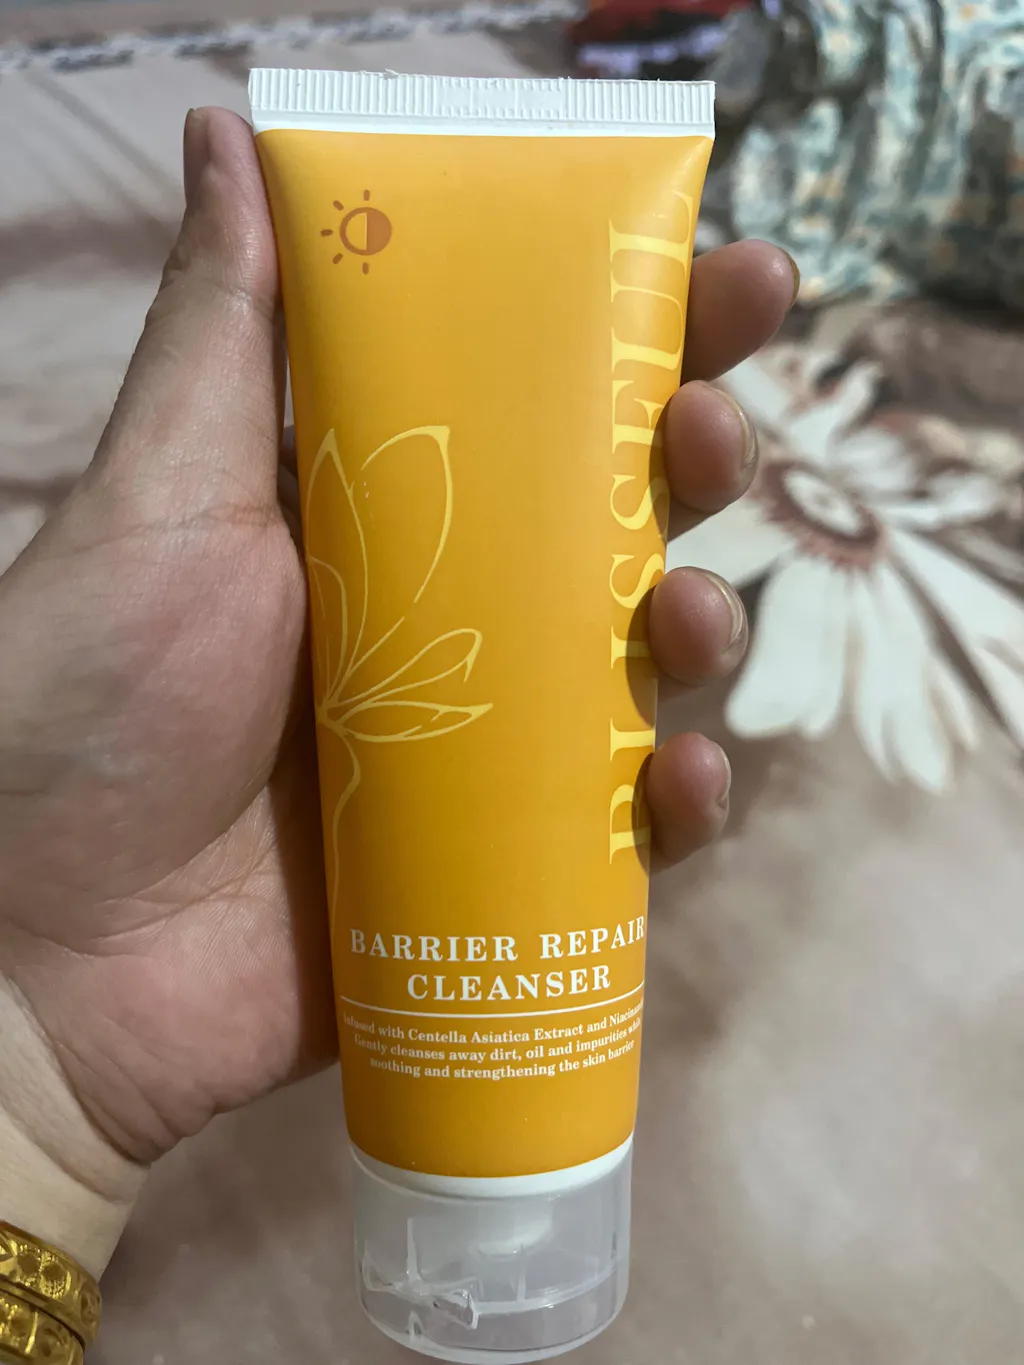 BLISSFUL
BARRIER REPAIR
CLEANSER
Infused with Centella Asiatica Extract and
Gently cleanses away dirt, oil and impurities while
soothing and strengthening the skin barrier